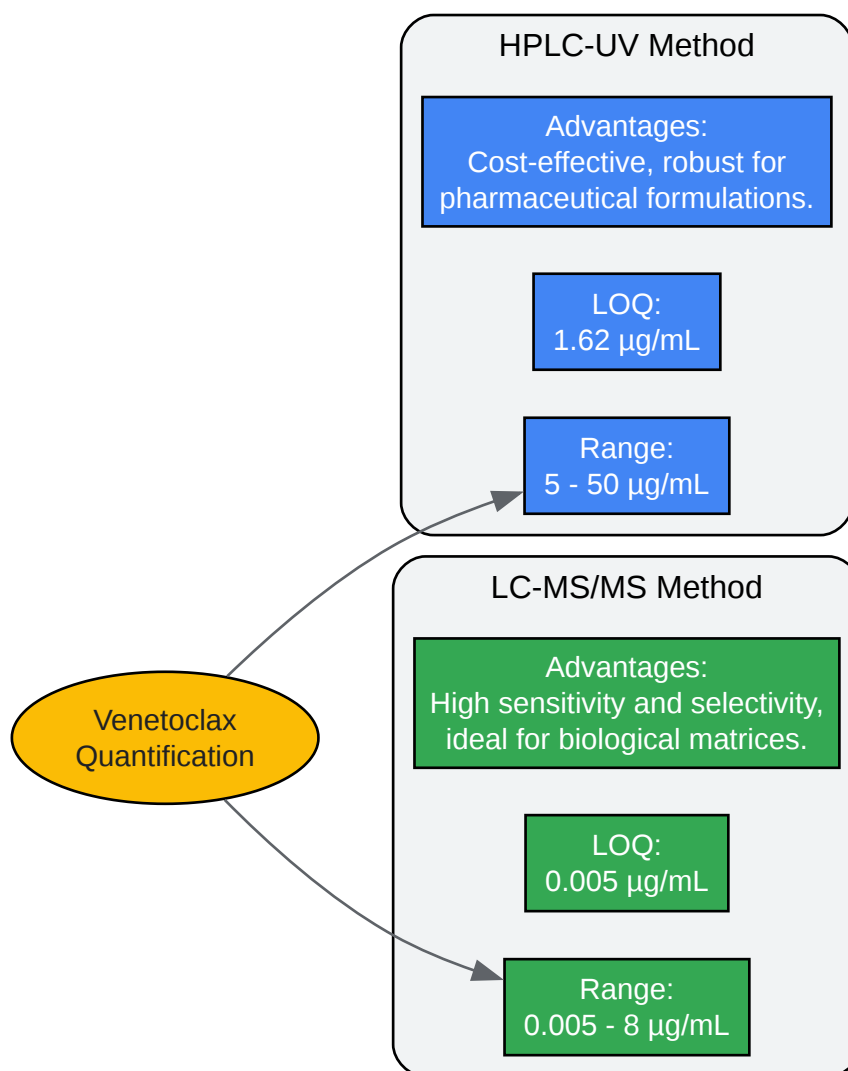 HPLC-UV Method
Advantages:
Cost-effective, robust for
pharmaceutical formulations.
LOQ:
1.62 µg/mL
Range:
5 - 50 µg/mL
LC-MS/MS Method
Advantages:
High sensitivity and selectivity,
ideal for biological matrices.
Venetoclax
Quantification
LOQ:
0.005 µg/mL
Range:
0.005 - 8 µg/mL